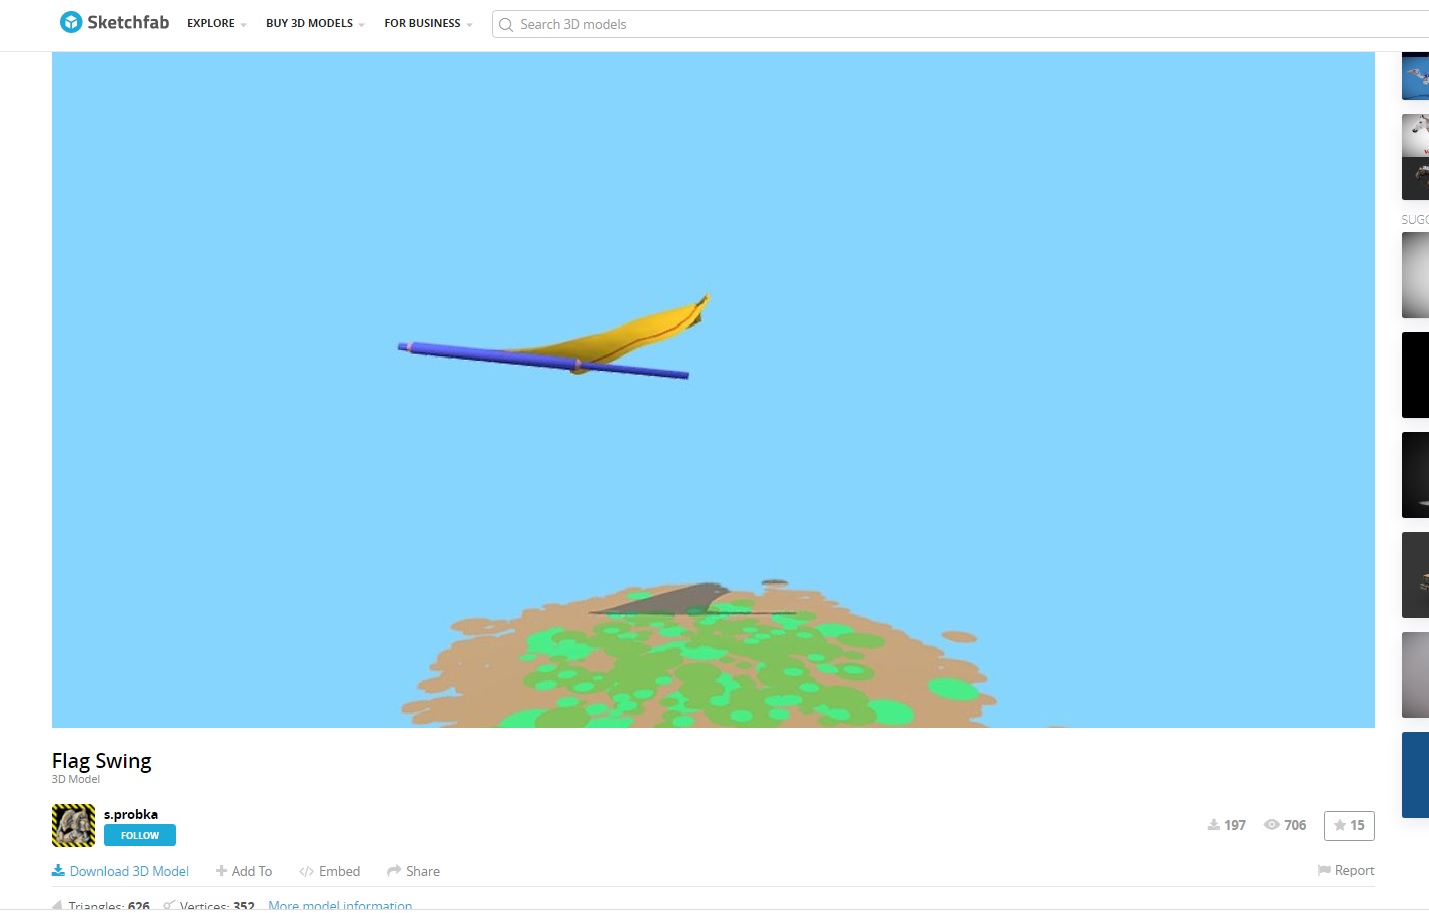 Sketchfab EXPLORE BUY 3D MODELS FOR BUSINESS Search 3D models
SUGG
Flag Swing
3D Model
s.probka
FOLLOW
197 706 15
Download 3D Model Add To Embed Share Report
Triangles: 626 Vertices: 352 More model information